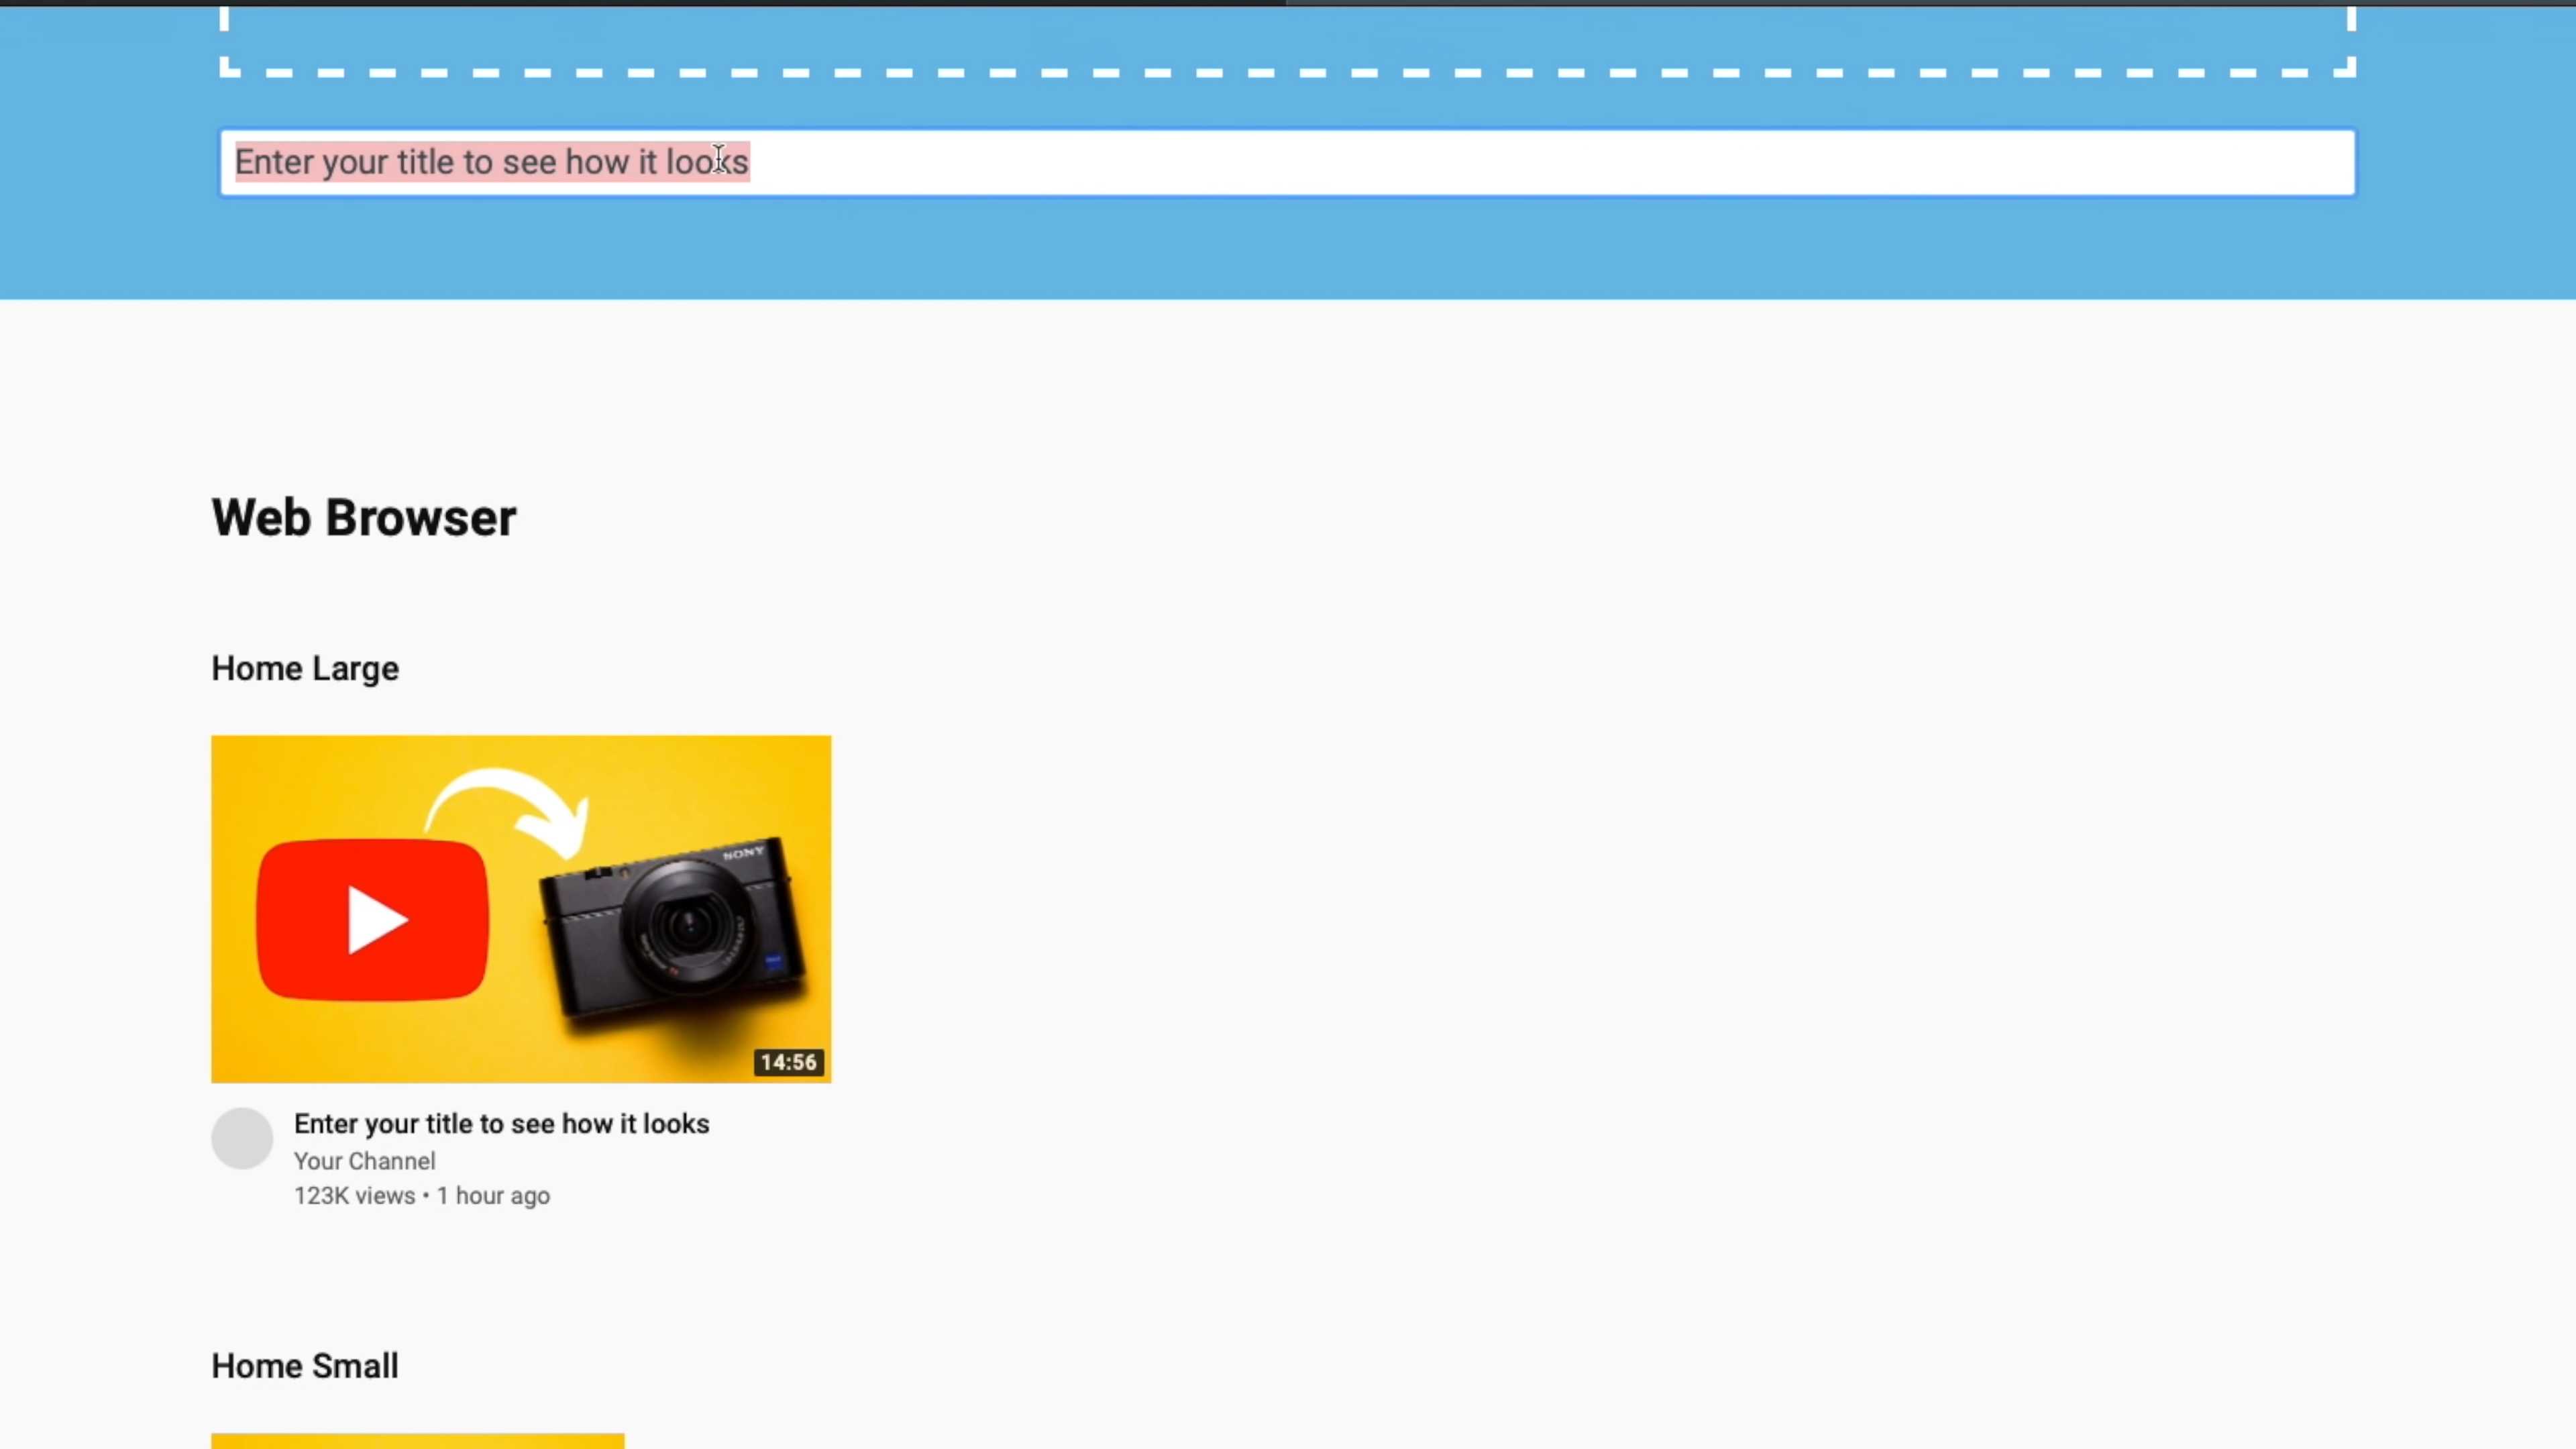 Enter your title to see how it looks
Web Browser
Home Large
SONY
14:56
Enter your title to see how it looks
Your Channel
123K views • 1 hour ago
Home Small